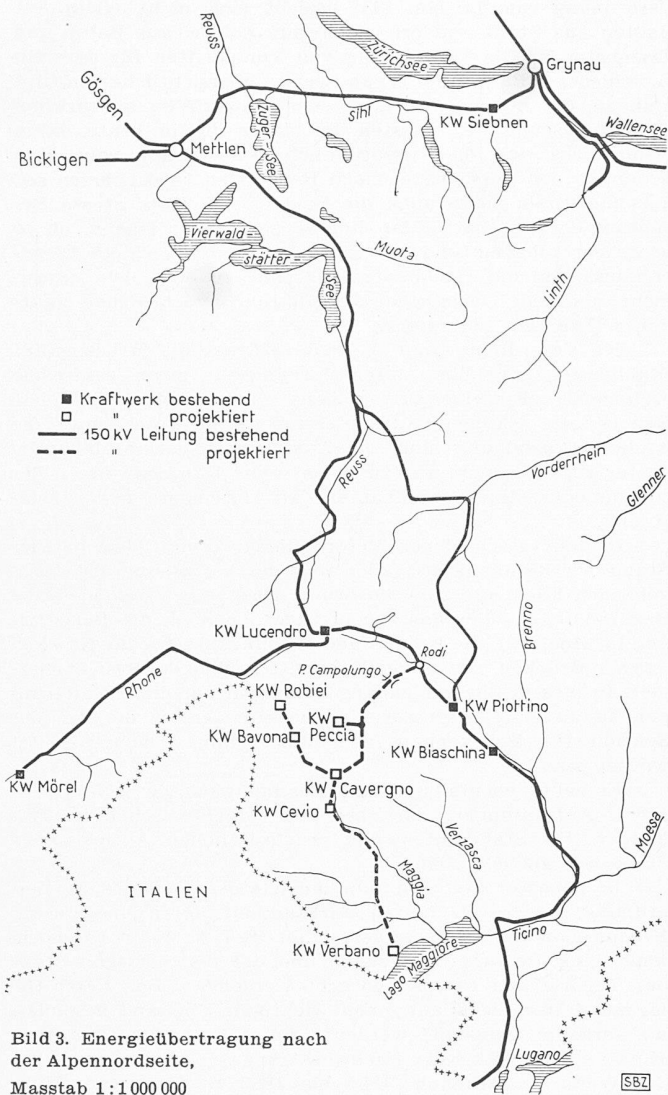 Reuss
Zürichsee
Grynau
Gösgen
Zuger-See
Sihl
KW Siebnen
Wallensee
Bickigen
Mettlen
Vierwald-
stätter-
See
Muota
Linth
■ Kraftwerk bestehend
□ " projektiert
150 kV Leitung bestehend
" projektiert
Reuss
Vorderrhein
Glenner
Brenno
KW Lucendro
Rodi
Rhone
P. Campolungo
KW Robiei
KW Piottino
KW Peccia
KW Bavona
KW Biaschina
KW Mörel
KW Cavergno
KW Cevio
Verzasca
Moesa
Maggia
ITALIEN
Ticino
KW Verbano
Lago Maggiore
Lugano
Bild 3. Energieübertragung nach
der Alpennordseite,
Masstab 1:1000000
SBZ